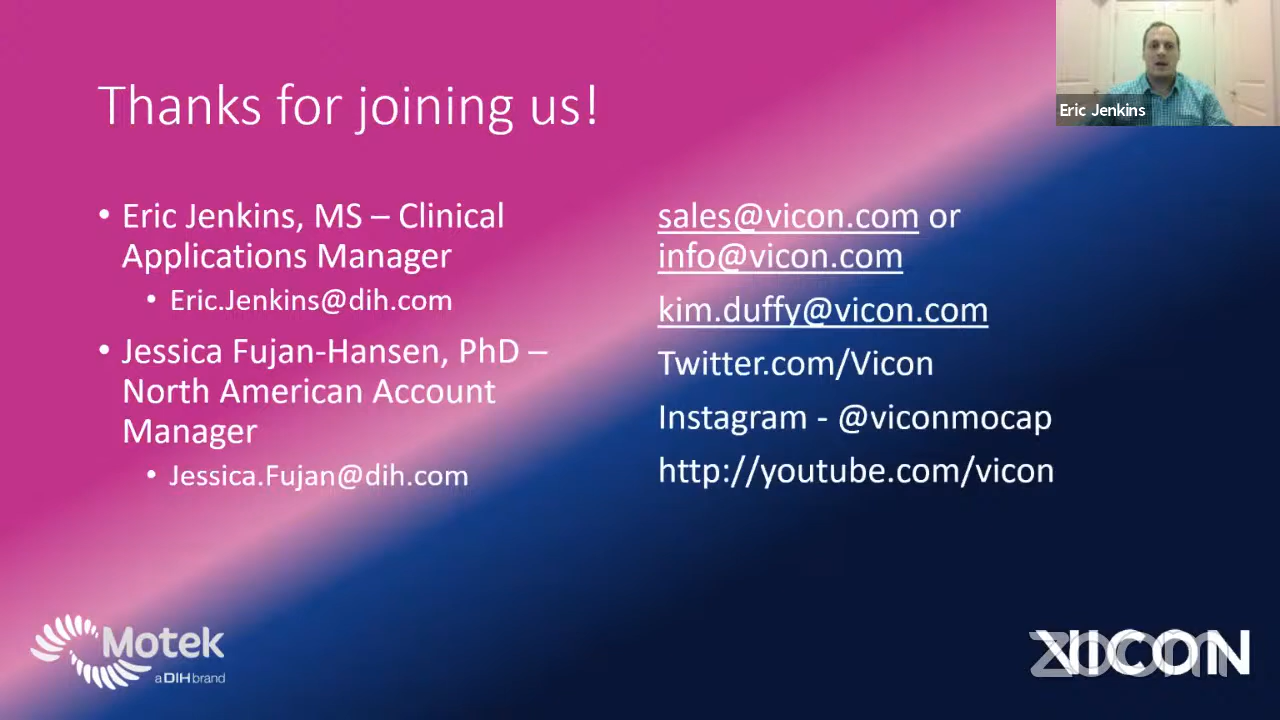 Thanks for joining us!
Eric Jenkins
• Eric Jenkins, MS – Clinical
Applications Manager
• Eric.Jenkins@dih.com
• Jessica Fujan-Hansen, PhD –
North American Account
Manager
• Jessica.Fujan@dih.com
sales@vicon.com or
info@vicon.com
kim.duffy@vicon.com
Twitter.com/Vicon
Instagram - @viconmocap
http://youtube.com/vicon
Motek
a DIH brand
VICON
zoom